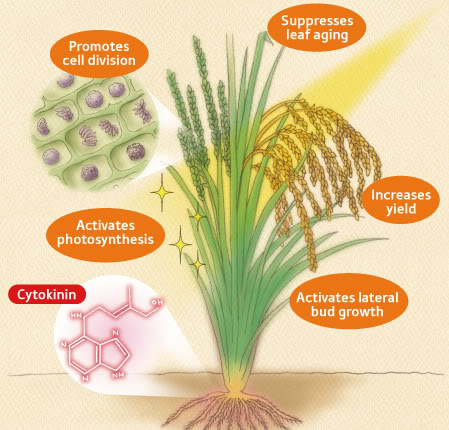 Suppresses
leaf aging
Promotes
cell division
Increases
yield
Activates
photosynthesis
Cytokinin
Activates lateral
bud growth
OH
HN
N
N
N
NH